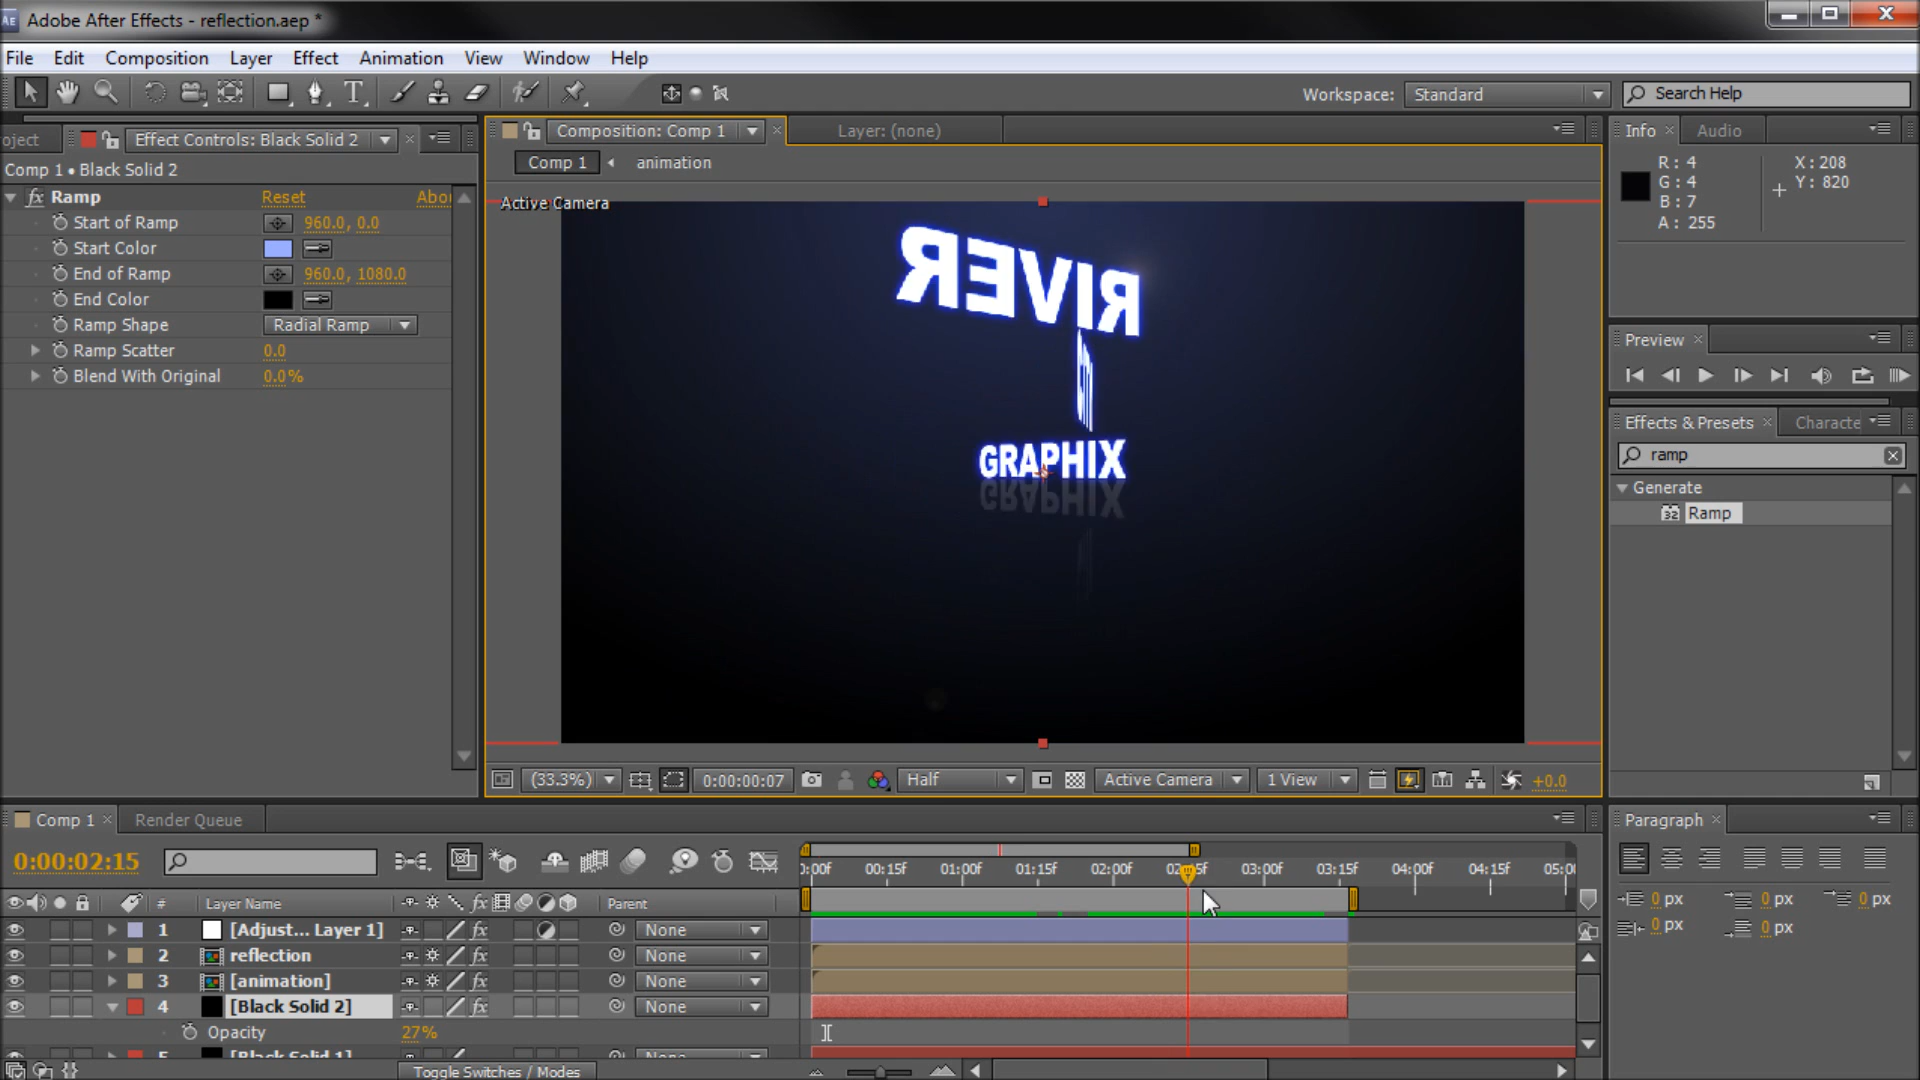 Adobe After Effects - reflection.aep *
File Edit Composition Layer Effect Animation View Window Help
Workspace: Standard Search Help
roject Effect Controls: Black Solid 2
Comp 1 • Black Solid 2
fx Ramp Reset Abou
Start of Ramp 960.0, 0.0
Start Color
End of Ramp 960.0, 1080.0
End Color
Ramp Shape Radial Ramp
Ramp Scatter 0.0
Blend With Original 0.0%
Composition: Comp 1 Layer: (none)
Comp 1 animation
Active Camera
RIVER
GRAPHIX
GRAPHIX
(33.3%) 0:00:00:07 Half Active Camera 1 View +0.0
Info Audio
R: 4 X: 208
G: 4 Y: 820
B: 7
A: 255
Preview
Effects & Presets Characte
ramp
Generate
32 Ramp
Comp 1 Render Queue
0:00:02:15
00:15f 01:00f 01:15f 02:00f 03:00f 03:15f 04:00f 04:15f
# Layer Name Parent
1 [Adjust... Layer 1] fx None
2 reflection fx None
3 [animation] fx None
4 [Black Solid 2] fx None
Opacity 27%
5 [Black Solid 1] None
Toggle Switches / Modes
Paragraph
0 px 0 px 0 px
0 px 0 px